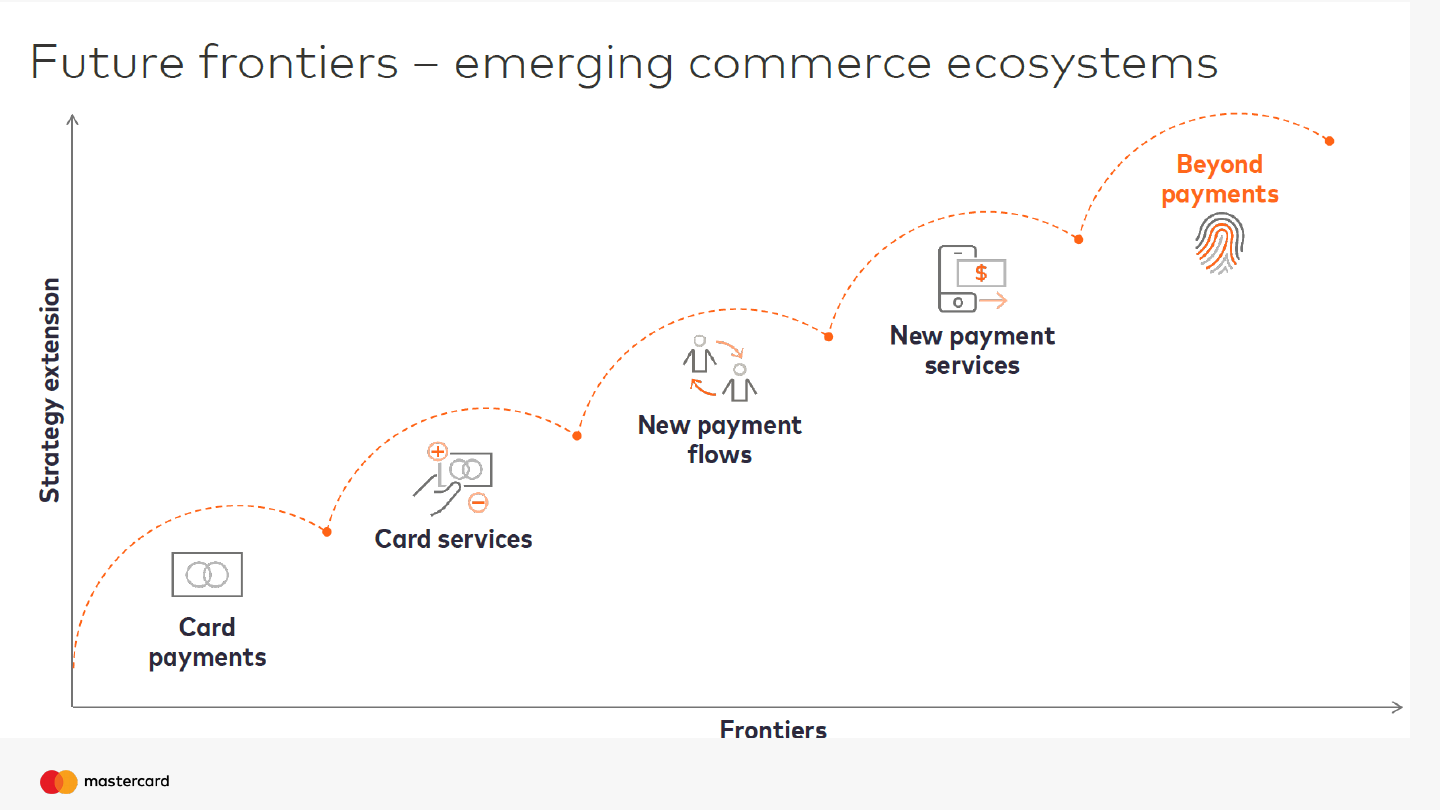 Future frontiers – emerging commerce ecosystems
Beyond
payments
$
New payment
services
New payment
flows
Card services
Card
payments
Strategy extension
Frontiers
mastercard